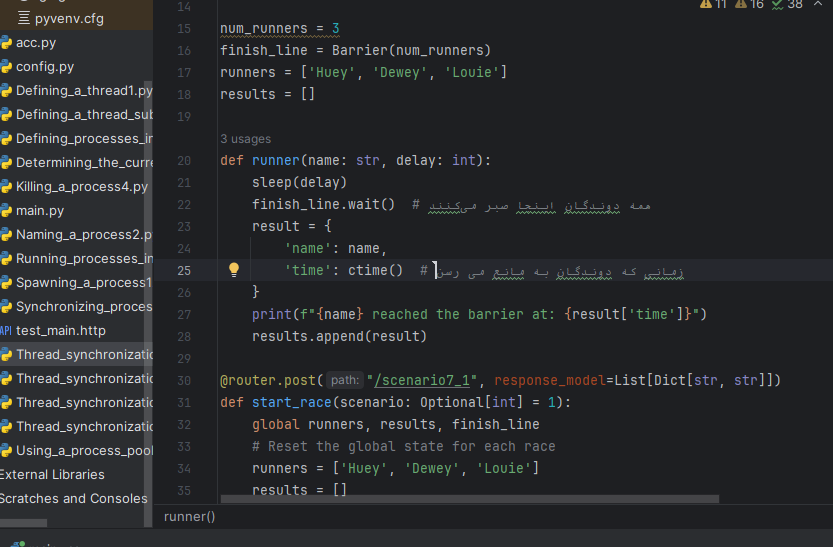 pyvenv.cfg
acc.py
config.py
Defining_a_thread1.py
Defining_a_thread_sub
Defining_processes_in
Determining_the_curre
Killing_a_process4.py
main.py
Naming_a_process2.p
Running_processes_in
Spawning_a_process1
Synchronizing_proces
API test_main.http
Thread_synchronizatio
Thread_synchronizatio
Thread_synchronizatio
Thread_synchronizatio
Using_a_process_pool
External Libraries
Scratches and Consoles
11 16 38
14
15 num_runners = 3
16 finish_line = Barrier(num_runners)
17 runners = ['Huey', 'Dewey', 'Louie']
18 results = []
19
3 usages
20 def runner(name: str, delay: int):
21 sleep(delay)
22 finish_line.wait() # همه دوندگان اینجا صبر می‌کنند
23 result = {
24 'name': name,
25 'time': ctime() # زمانی که دوندگان به مانع می رسن
26 }
27 print(f"{name} reached the barrier at: {result['time']}")
28 results.append(result)
29
30 @router.post( path: "/scenario7_1", response_model=List[Dict[str, str]])
31 def start_race(scenario: Optional[int] = 1):
32 global runners, results, finish_line
33 # Reset the global state for each race
34 runners = ['Huey', 'Dewey', 'Louie']
35 results = []
runner()